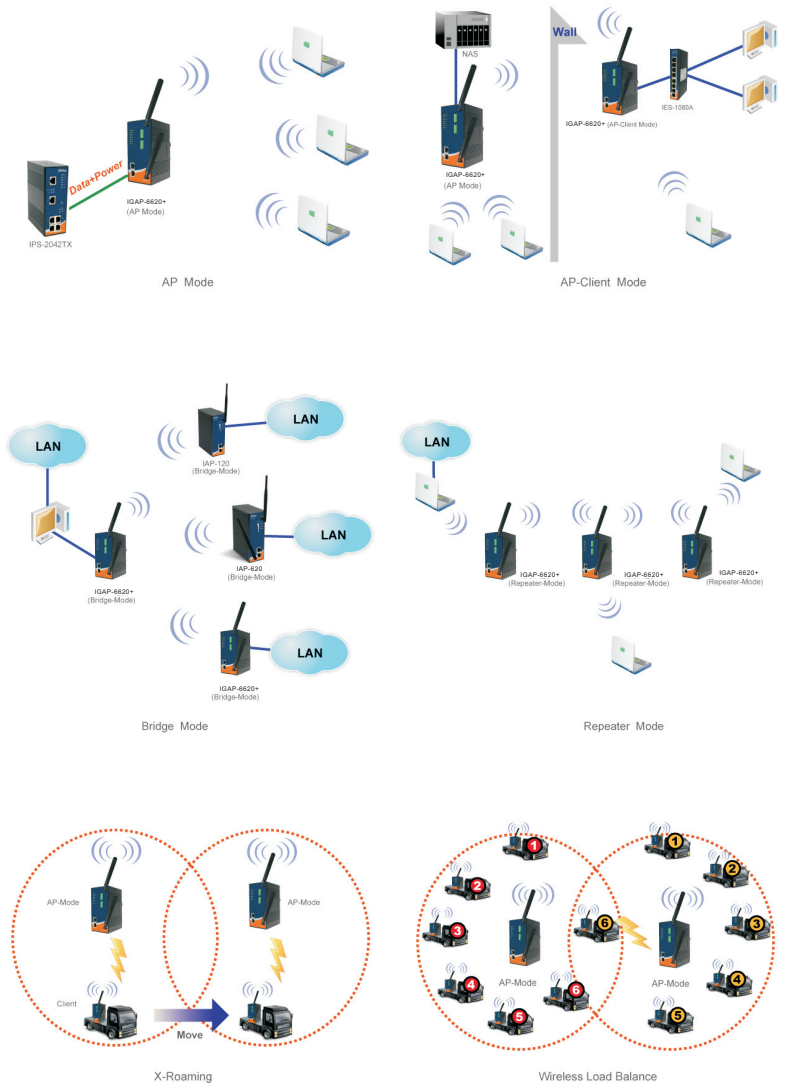 Data+Power
IGAP-6620+
(AP Mode)
IPS-2042TX
AP Mode
NAS
Wall
IGAP-6620+ (AP-Client Mode)
IES-1080A
IGAP-6620+
(AP Mode)
AP-Client Mode
LAN
IAP-120
(Bridge-Mode)
LAN
IGAP-6620+
(Bridge-Mode)
IAP-620
(Bridge-Mode)
LAN
IGAP-6620+
(Bridge-Mode)
LAN
Bridge Mode
LAN
IGAP-6620+
(Repeater-Mode)
IGAP-6620+
(Repeater-Mode)
IGAP-6620+
(Repeater-Mode)
Repeater Mode
AP-Mode
AP-Mode
Client
Move
X-Roaming
1
2
3
4
5
6
AP-Mode
1
2
3
4
5
6
AP-Mode
Wireless Load Balance